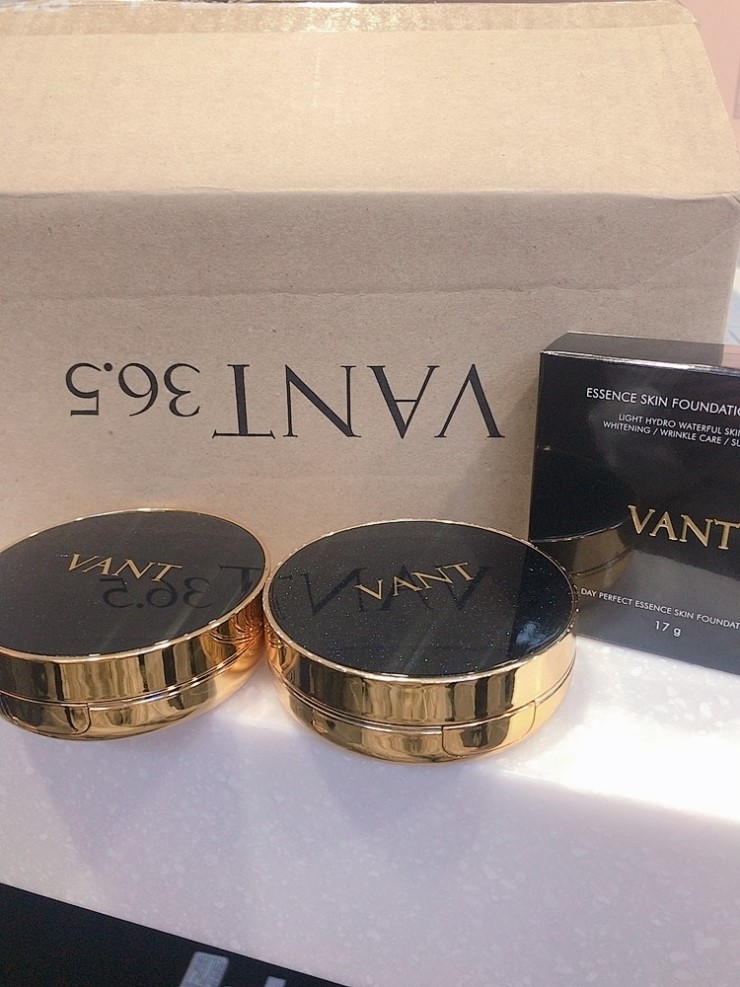 VANT 36.5
ESSENCE SKIN FOUNDATIO
LIGHT HYDRO WATERFUL SKI
WHITENING / WRINKLE CARE / SU
VANT
DAY PERFECT ESSENCE SKIN FOUNDAT
17 g
VANT
VANT